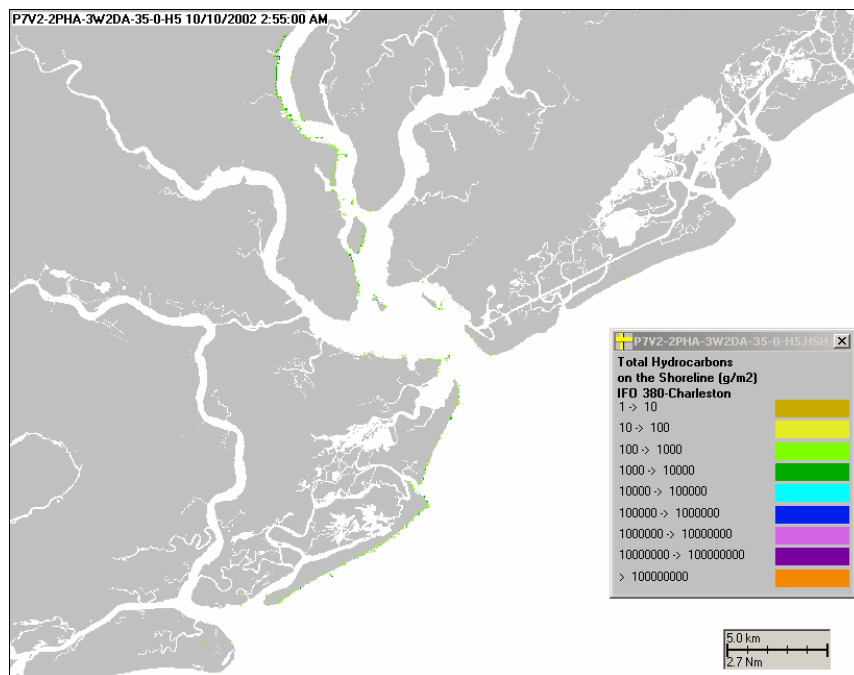 P7V2-2PHA-3W2DA-35-0-H5 10/10/2002 2:55:00 AM
P7V2-2PHA-3W2DA-35-0-H5.H5H
Total Hydrocarbons
on the Shoreline (g/m2)
IFO 380-Charleston
1 -> 10
10 -> 100
100 -> 1000
1000 -> 10000
10000 -> 100000
100000 -> 1000000
1000000 -> 10000000
10000000 -> 100000000
> 100000000
5.0 km
2.7 Nm